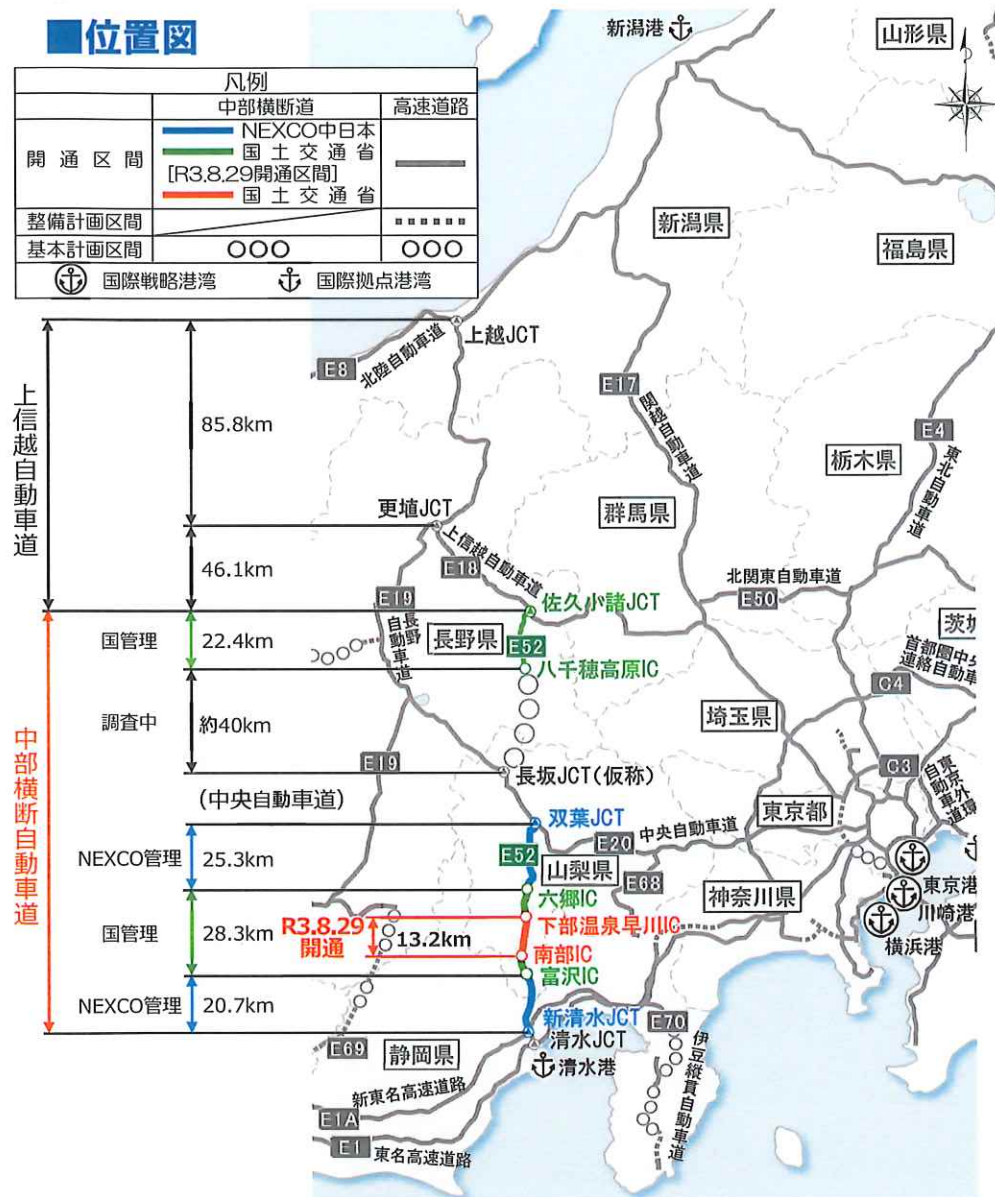 ■位置図
凡例
中部横断道
高速道路
開通区間
NEXCO中日本
国土交通省
[R3.8.29開通区間]
国土交通省
整備計画区間
基本計画区間
○○○
○○○
国際戦略港湾
国際拠点港湾
新潟港
山形県
新潟県
福島県
上越JCT
北陸自動車道
E8
E17
関越自動車道
E4
東北自動車道
栃木県
群馬県
上信越自動車道
85.8km
更埴JCT
上信越自動車道
E18
46.1km
北関東自動車道
E50
佐久小諸JCT
E19
長野自動車道
長野県
E52
国管理
22.4km
八千穂高原IC
首都圏中央
連絡自動車
C4
埼玉県
調査中
約40km
E19
長坂JCT(仮称)
C3
東京外
東京都
中部横断自動車道
(中央自動車道)
双葉JCT
中央自動車道
E20
NEXCO管理
25.3km
E52
山梨県
E68
神奈川県
東京港
川崎港
横浜港
六郷IC
国管理
28.3km
R3.8.29
開通
13.2km
下部温泉早川IC
南部IC
富沢IC
NEXCO管理
20.7km
新清水JCT
清水JCT
清水港
E70
伊豆縦貫自動車道
E69
静岡県
新東名高速道路
E1A
E1
東名高速道路